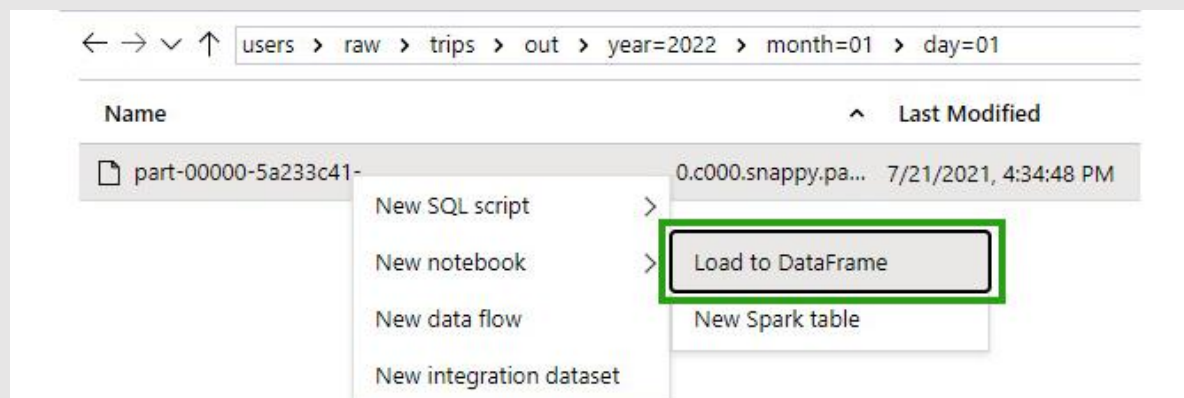 users > raw > trips > out > year=2022 > month=01 > day=01
Name Last Modified
part-00000-5a233c41- 0.c000.snappy.pa... 7/21/2021, 4:34:48 PM
New SQL script
New notebook
Load to DataFrame
New data flow
New Spark table
New integration dataset